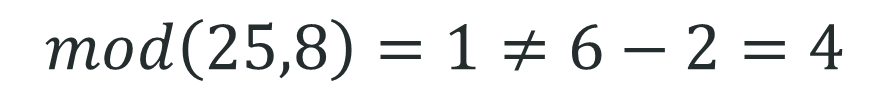 mod(25,8) = 1 ≠ 6 − 2 = 4